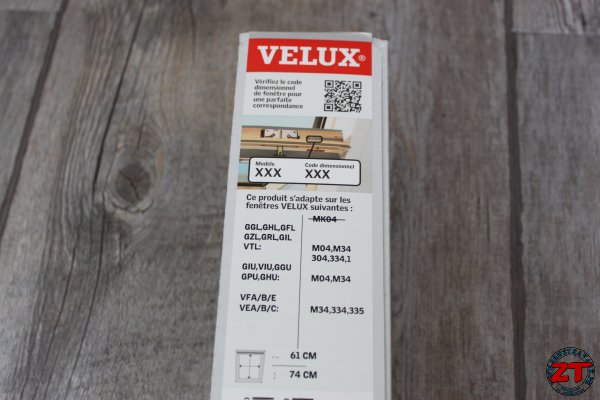 VELUX®
Vérifiez le code
dimensionnel
de fenêtre pour
une parfaite
correspondance
Modèle Code dimensionnel
XXX XXX
Ce produit s'adapte sur les
fenêtres VELUX suivantes :
MK04
GGL,GHL,GFL
GZL,GRL,GIL
VTL: M04,M34
304,334,1
GIU,VIU,GGU
GPU,GHU: M04,M34
VFA/B/E
VEA/B/C: M34,334,335
61 CM
74 CM
ZT